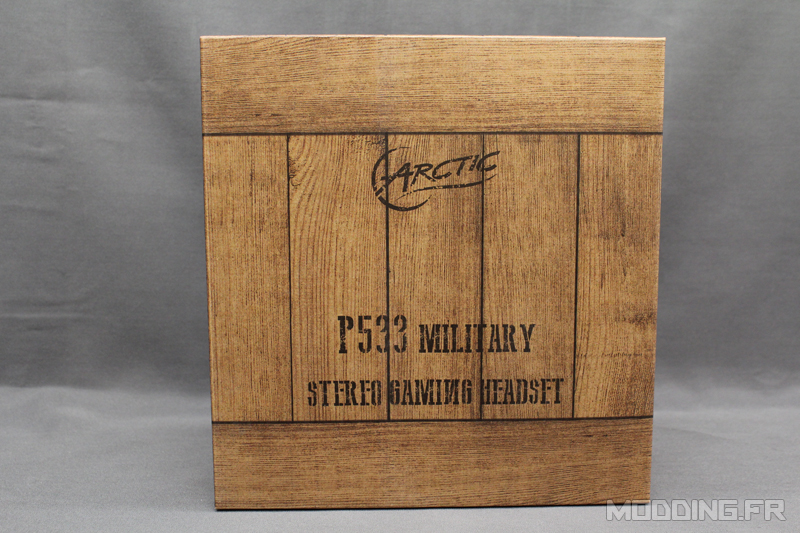 ARCTIC
P533 MILITARY
STEREO GAMING HEADSET
MODDING.FR